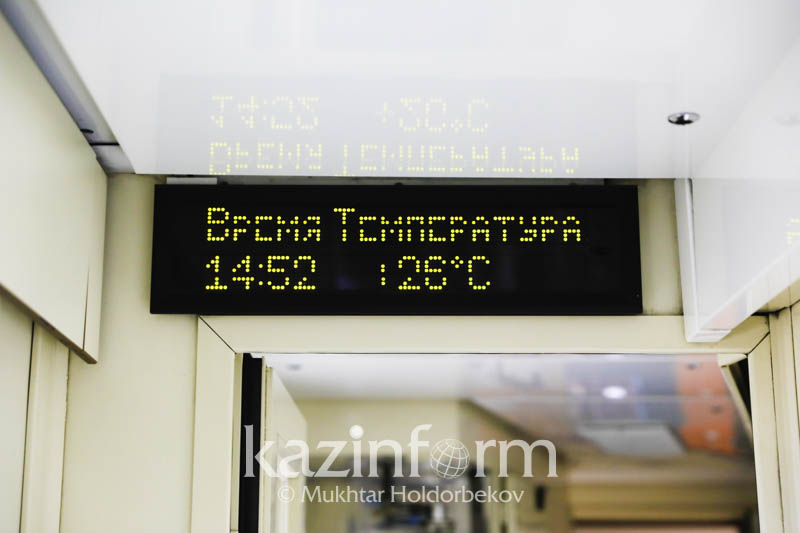 Время Температура
14:52 +26°C
kazinform
© Mukhtar Holdorbekov